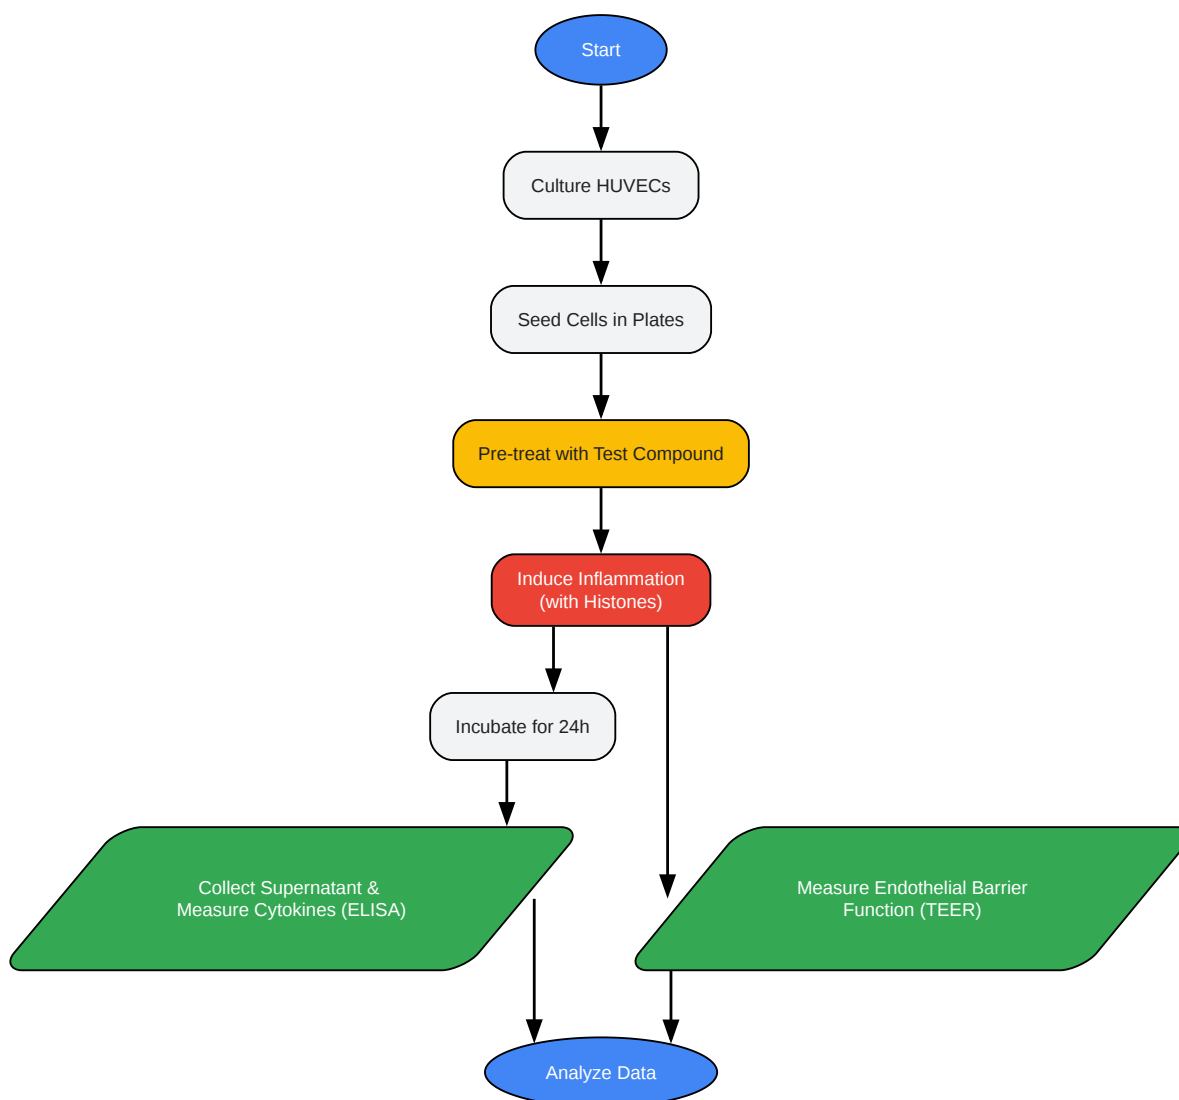 Start
Culture HUVECs
Seed Cells in Plates
Pre-treat with Test Compound
Induce Inflammation
(with Histones)
Incubate for 24h
Collect Supernatant &
Measure Cytokines (ELISA)
Measure Endothelial Barrier
Function (TEER)
Analyze Data